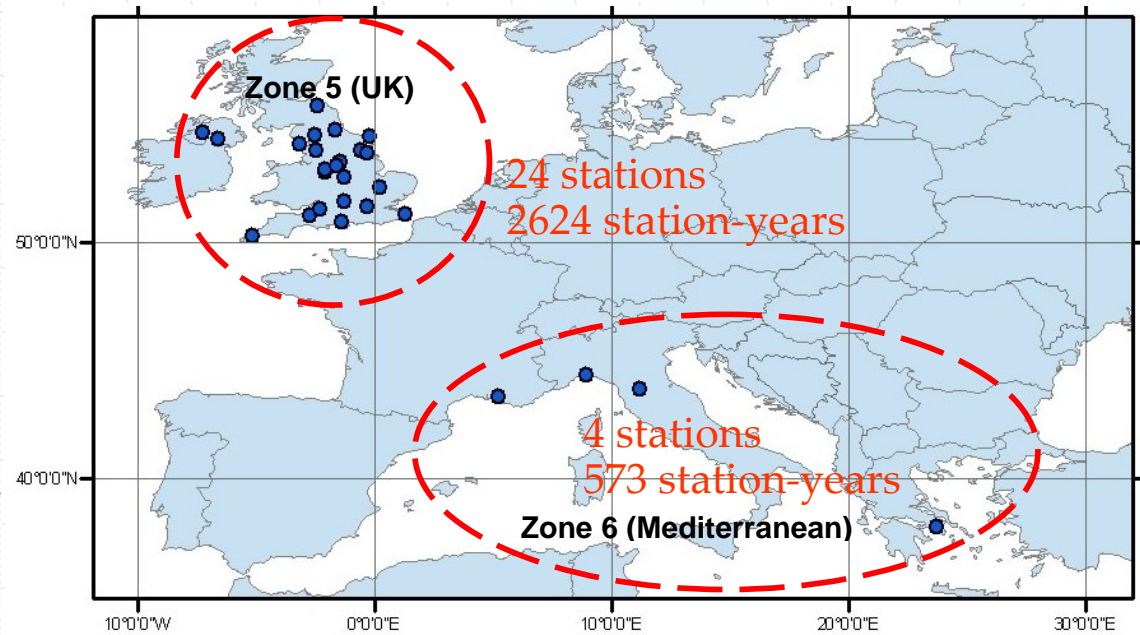 Zone 5 (UK)
24 stations
2624 station-years
50°0'0"N
4 stations
573 station-years
40°0'0"N
Zone 6 (Mediterranean)
10°0'0"W
0°0'0"E
10°0'0"E
20°0'0"E
30°0'0"E